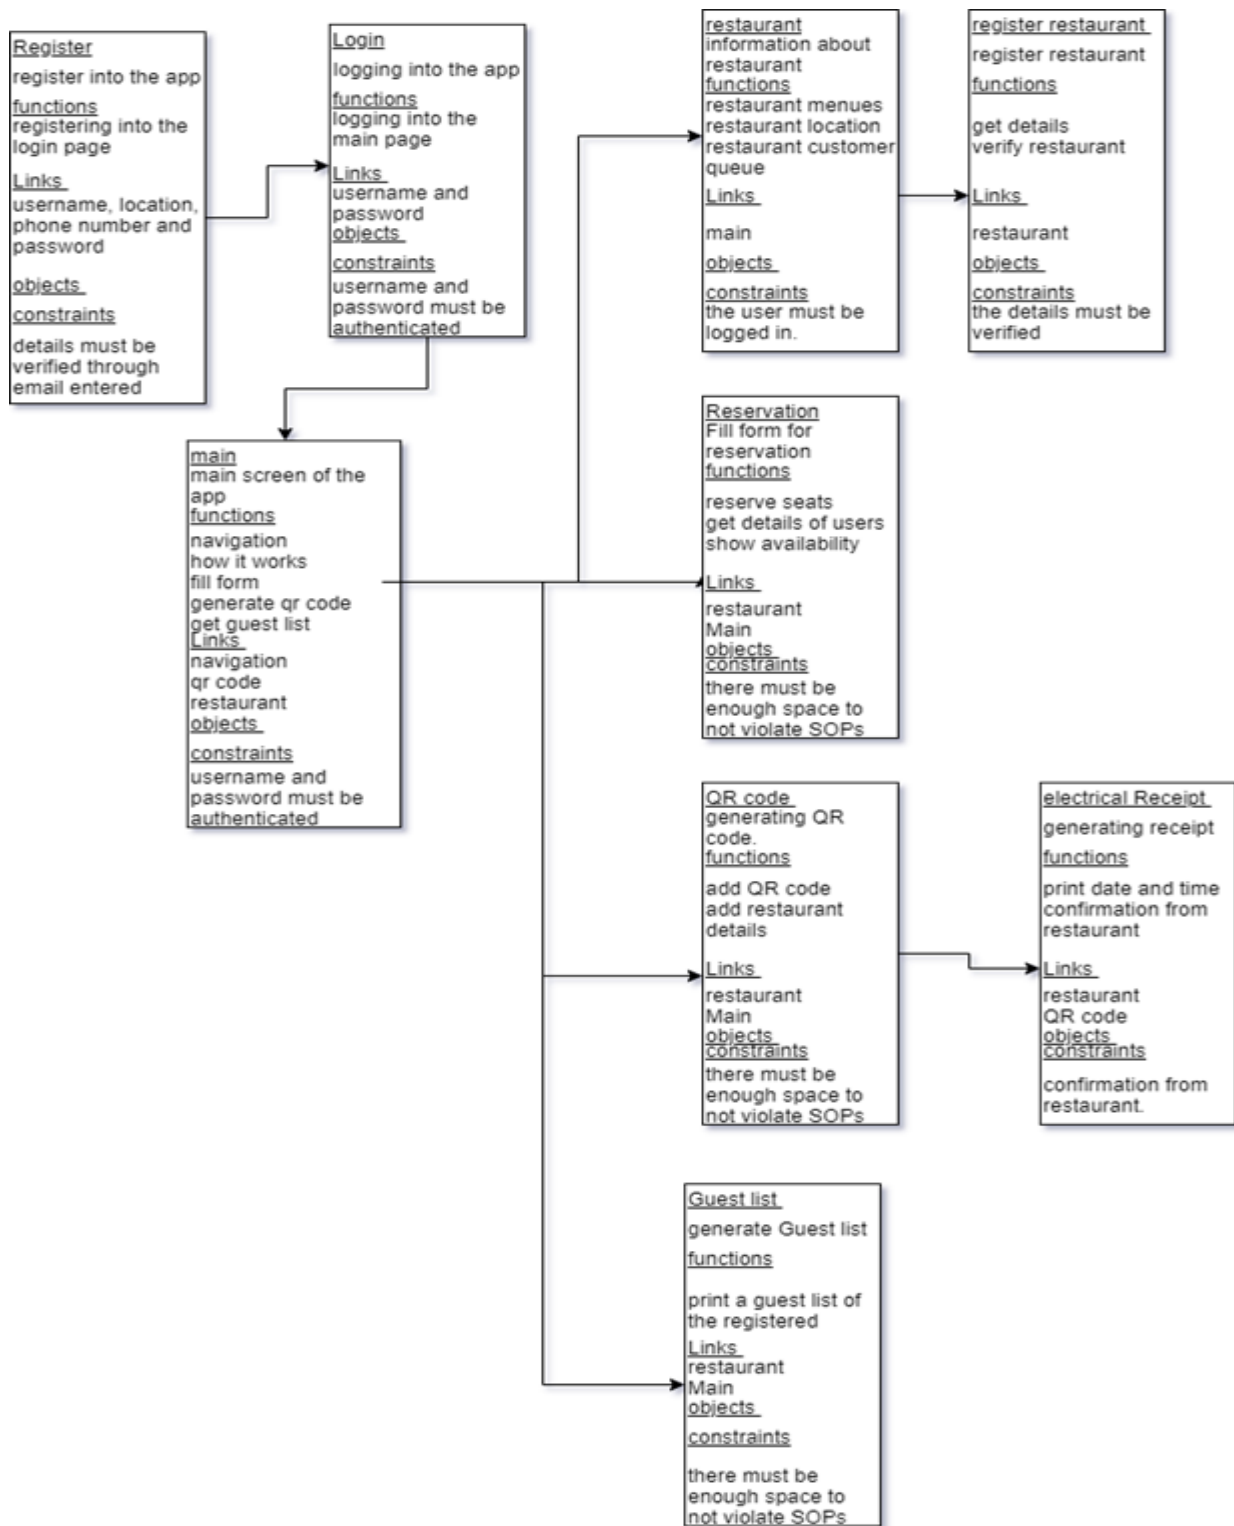 Register
register into the app
functions
registering into the
login page
Links
username, location,
phone number and
password
objects
constraints
details must be
verified through
email entered
Login
logging into the app
functions
logging into the
main page
Links
username and
password
objects
constraints
username and
password must be
authenticated
main
main screen of the
app
functions
navigation
how it works
fill form
generate qr code
get guest list
Links
navigation
qr code
restaurant
objects
constraints
username and
password must be
authenticated
restaurant
information about
restaurant
functions
restaurant menues
restaurant location
restaurant customer
queue
Links
main
objects
constraints
the user must be
logged in.
register restaurant
register restaurant
functions
get details
verify restaurant
Links
restaurant
objects
constraints
the details must be
verified
Reservation
Fill form for
reservation
functions
reserve seats
get details of users
show availability
Links
restaurant
Main
objects
constraints
there must be
enough space to
not violate SOPs
QR code
generating QR
code.
functions
add QR code
add restaurant
details
Links
restaurant
Main
objects
constraints
there must be
enough space to
not violate SOPs
electrical Receipt
generating receipt
functions
print date and time
confirmation from
restaurant
Links
restaurant
QR code
objects
constraints
confirmation from
restaurant.
Guest list
generate Guest list
functions
print a guest list of
the registered
Links
restaurant
Main
objects
constraints
there must be
enough space to
not violate SOPs